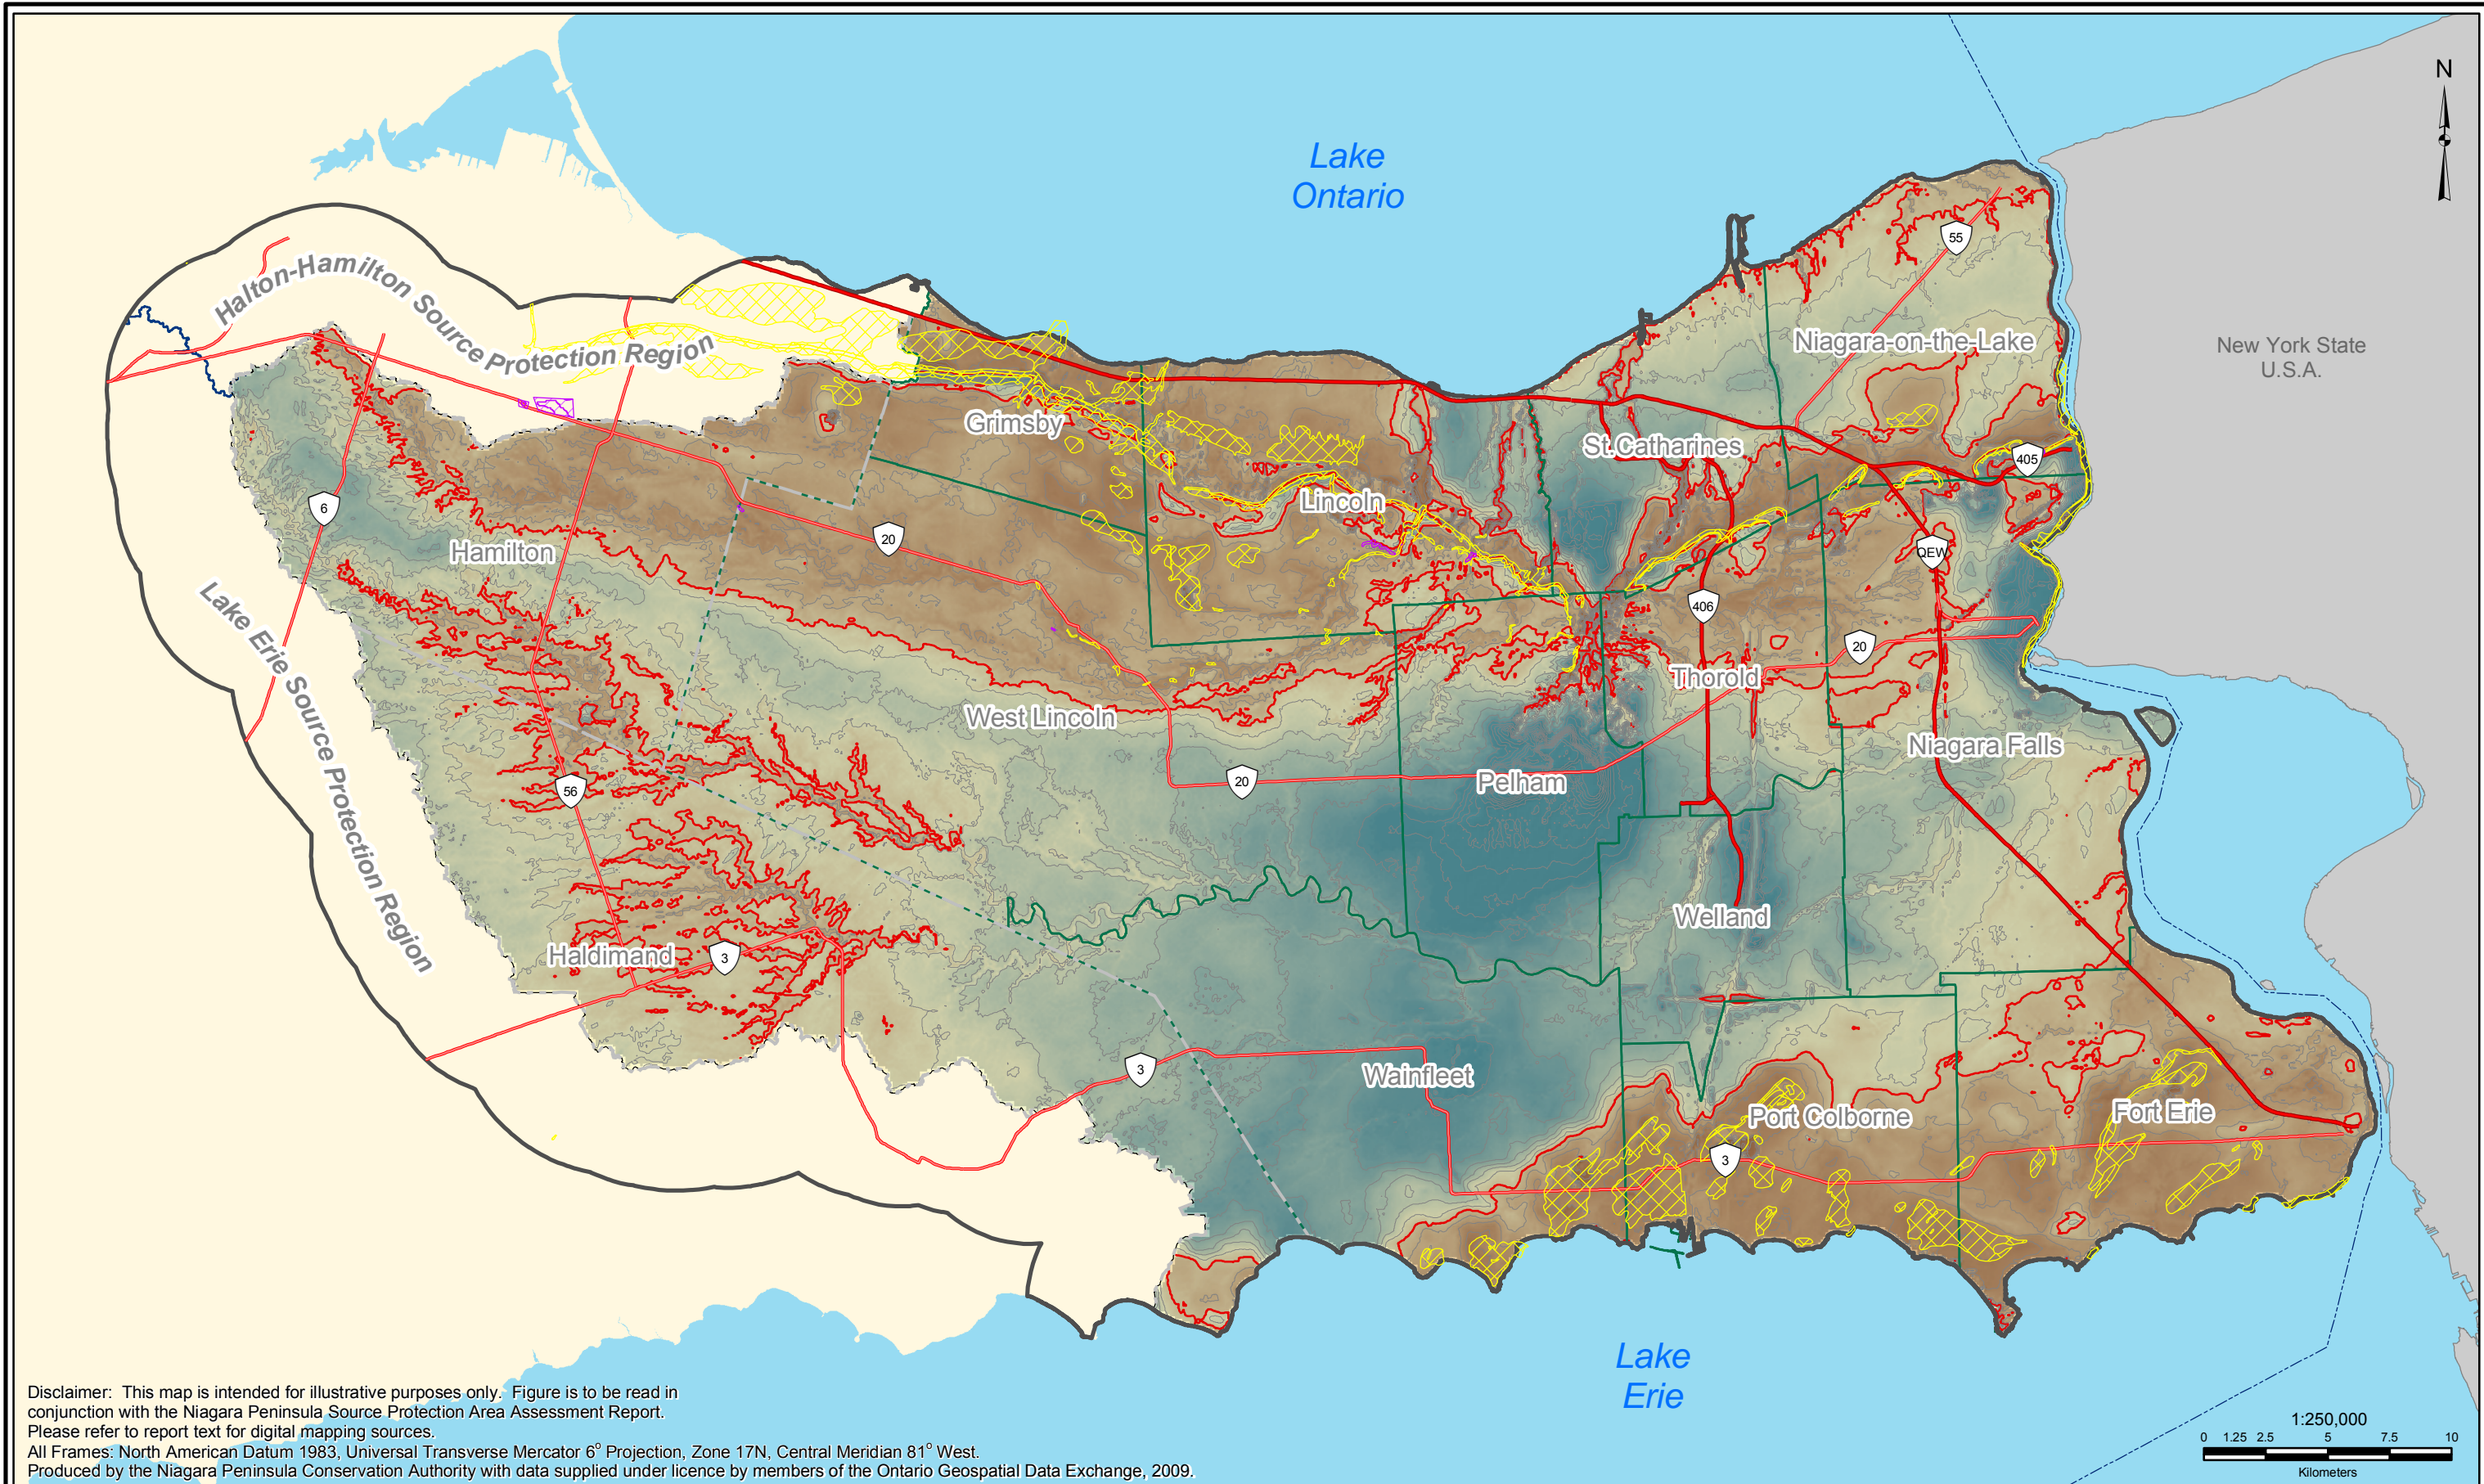 N
Lake
Ontario
55
Halton-Hamilton Source Protection Region
Niagara-on-the-Lake
New York State
U.S.A.
Grimsby
St.Catharines
405
Lincoln
6
20
Hamilton
QEW
406
20
Lake Erie Source Protection Region
Thorold
West Lincoln
Niagara Falls
20
Pelham
56
Welland
Haldimand
3
3
Wainfleet
Port Colborne
Fort Erie
3
Lake
Erie
Disclaimer: This map is intended for illustrative purposes only. Figure is to be read in
conjunction with the Niagara Peninsula Source Protection Area Assessment Report.
Please refer to report text for digital mapping sources.
All Frames: North American Datum 1983, Universal Transverse Mercator 6° Projection, Zone 17N, Central Meridian 81° West.
Produced by the Niagara Peninsula Conservation Authority with data supplied under licence by members of the Ontario Geospatial Data Exchange, 2009.
1:250,000
0 1.25 2.5 5 7.5 10
Kilometers